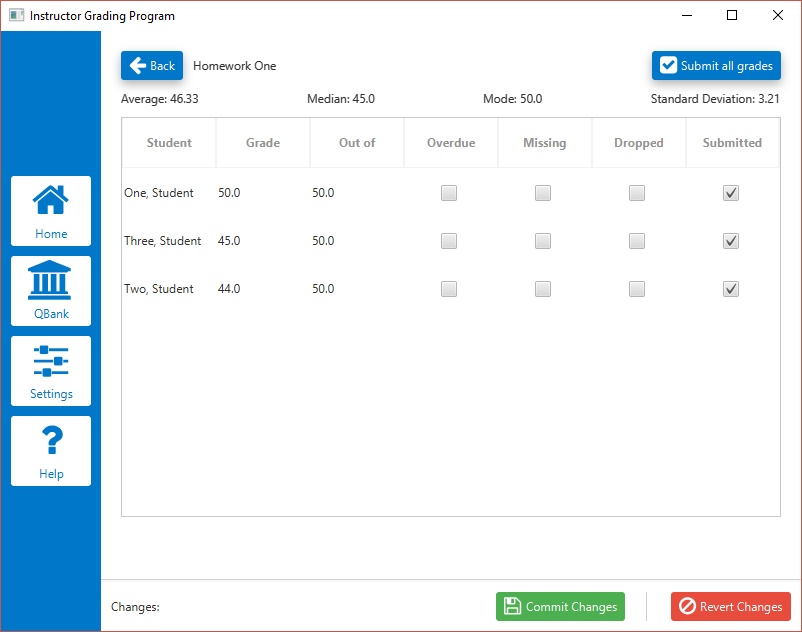 Instructor Grading Program
Back
Homework One
Submit all grades
Average: 46.33 Median: 45.0 Mode: 50.0 Standard Deviation: 3.21
Student Grade Out of Overdue Missing Dropped Submitted
One, Student 50.0 50.0
Three, Student 45.0 50.0
Two, Student 44.0 50.0
Home
QBank
Settings
Help
Changes:
Commit Changes
Revert Changes